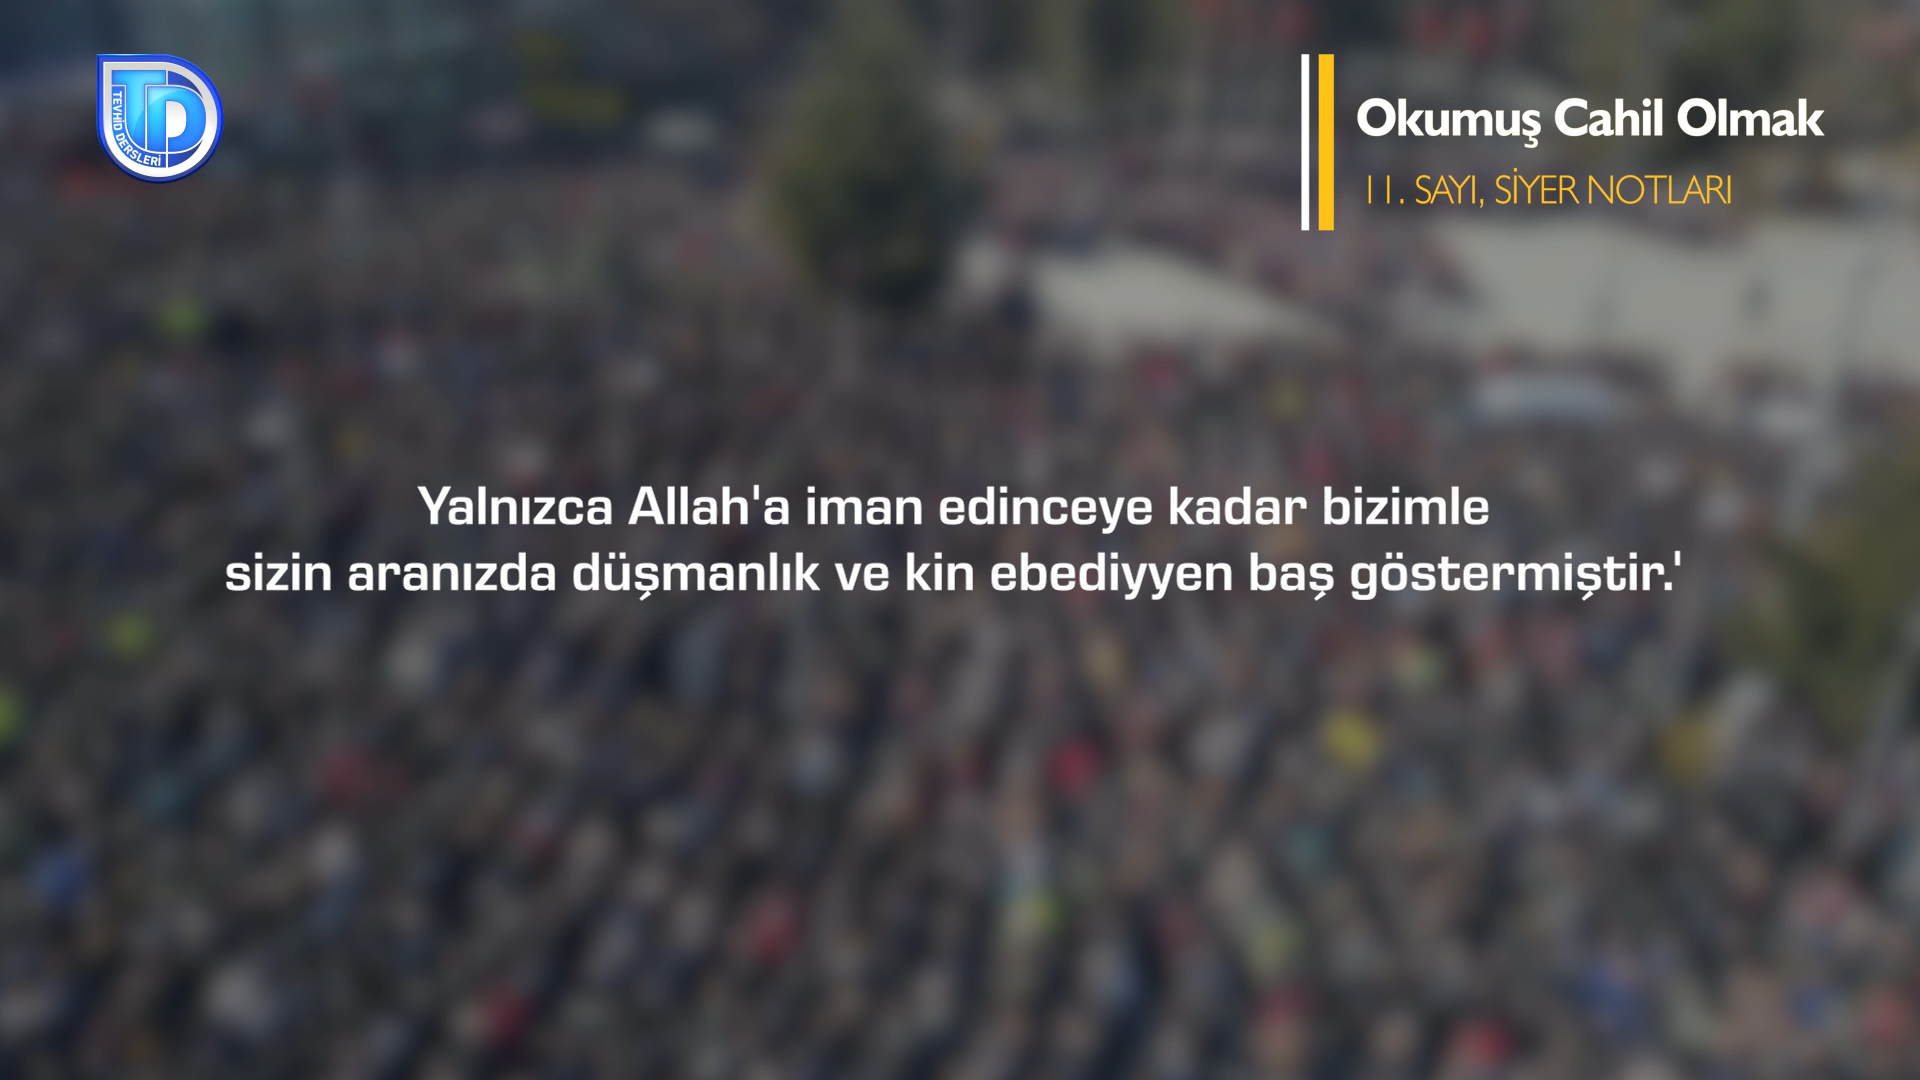 TD
TEVHİD DERSLERİ
Okumuş Cahil Olmak
11. SAYI, SİYER NOTLARI
Yalnızca Allah'a iman edinceye kadar bizimle
sizin aranızda düşmanlık ve kin ebediyyen baş göstermiştir.'